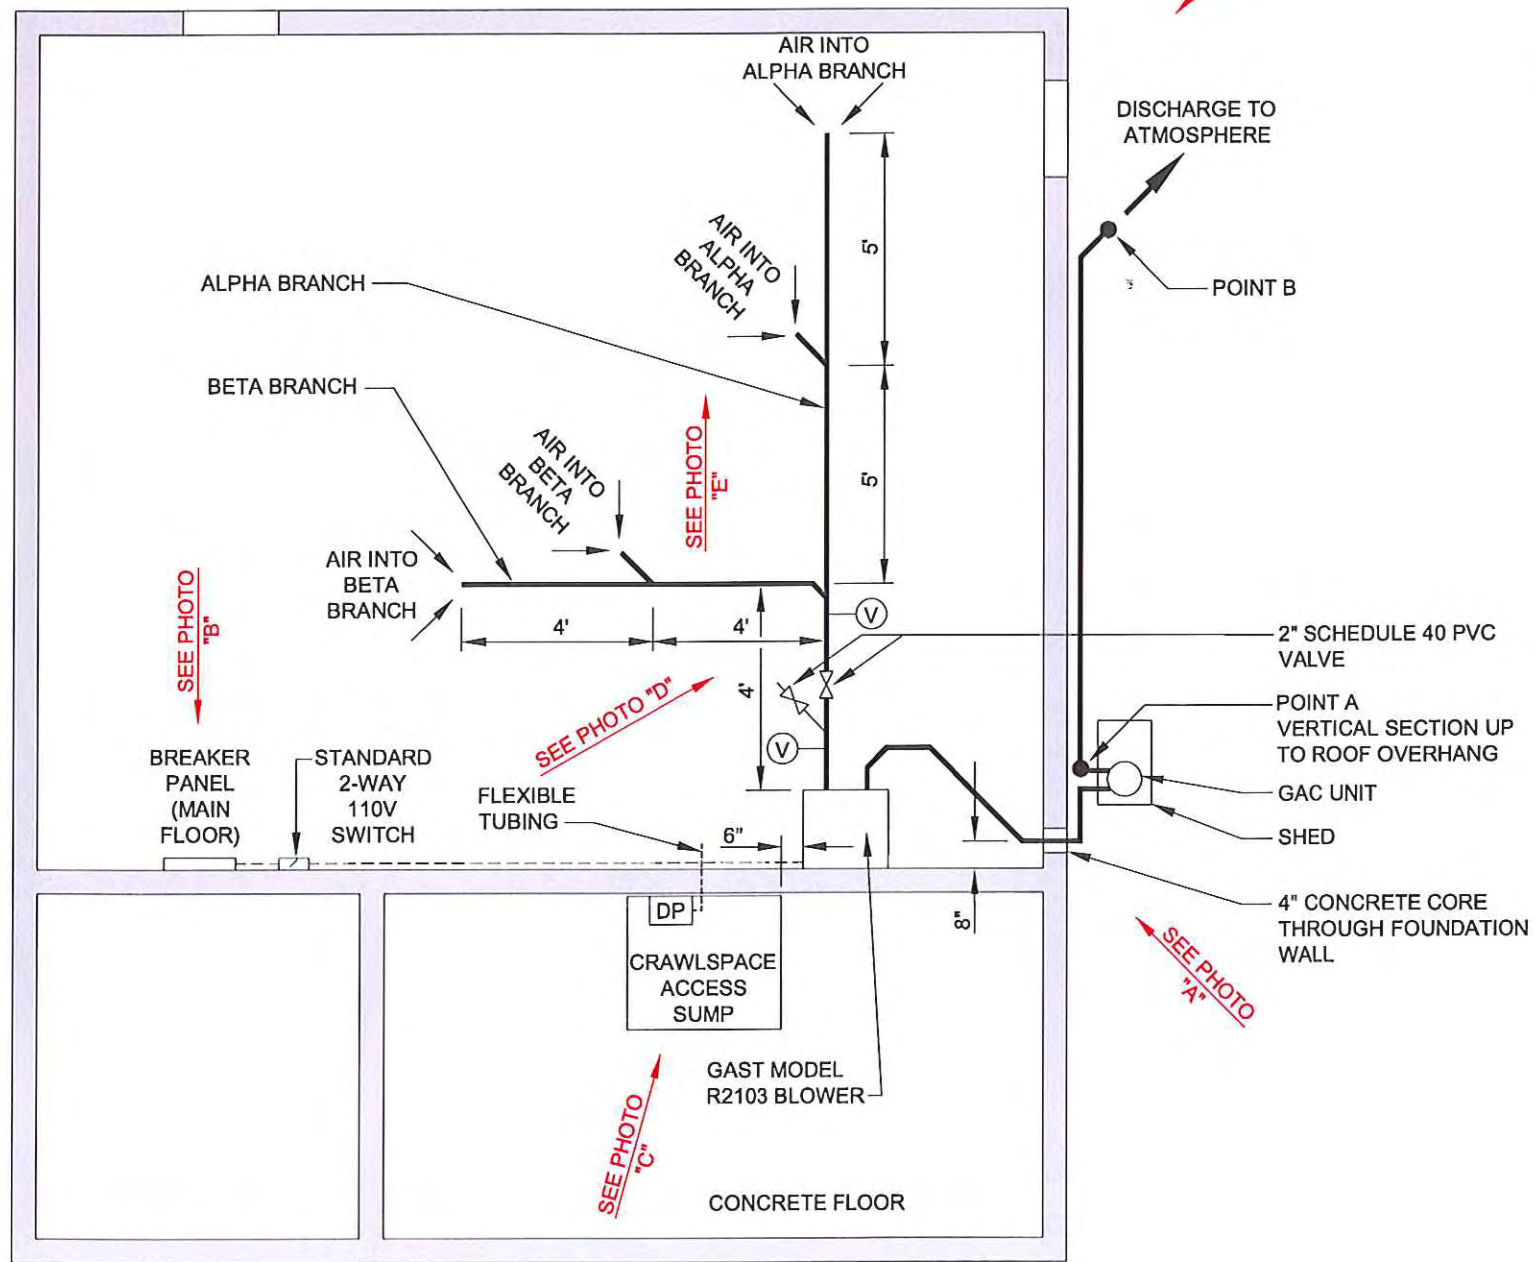 AIR INTO
ALPHA BRANCH
DISCHARGE TO
ATMOSPHERE
AIR INTO
ALPHA
BRANCH
5'
ALPHA BRANCH
POINT B
BETA BRANCH
AIR INTO
BETA
BRANCH
SEE PHOTO
"E"
5'
AIR INTO
BETA
BRANCH
SEE PHOTO
"B"
4'
4'
V
2" SCHEDULE 40 PVC
VALVE
4'
SEE PHOTO "D"
POINT A
VERTICAL SECTION UP
TO ROOF OVERHANG
V
BREAKER
PANEL
(MAIN
FLOOR)
STANDARD
2-WAY
110V
SWITCH
FLEXIBLE
TUBING
GAC UNIT
6"
SHED
DP
8"
4" CONCRETE CORE
THROUGH FOUNDATION
WALL
CRAWLSPACE
ACCESS
SUMP
SEE PHOTO
"A"
GAST MODEL
R2103 BLOWER
SEE PHOTO
"C"
CONCRETE FLOOR